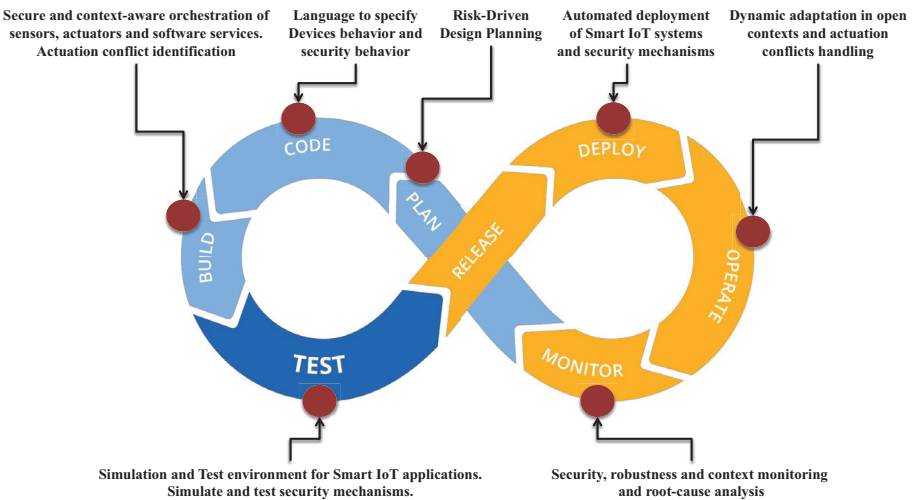 Secure and context-aware orchestration of
sensors, actuators and software services.
Actuation conflict identification
Language to specify
Devices behavior and
security behavior
Risk-Driven
Design Planning
Automated deployment
of Smart IoT systems
and security mechanisms
Dynamic adaptation in open
contexts and actuation
conflicts handling
CODE
PLAN
BUILD
TEST
RELEASE
DEPLOY
OPERATE
MONITOR
Simulation and Test environment for Smart IoT applications.
Simulate and test security mechanisms.
Security, robustness and context monitoring
and root-cause analysis